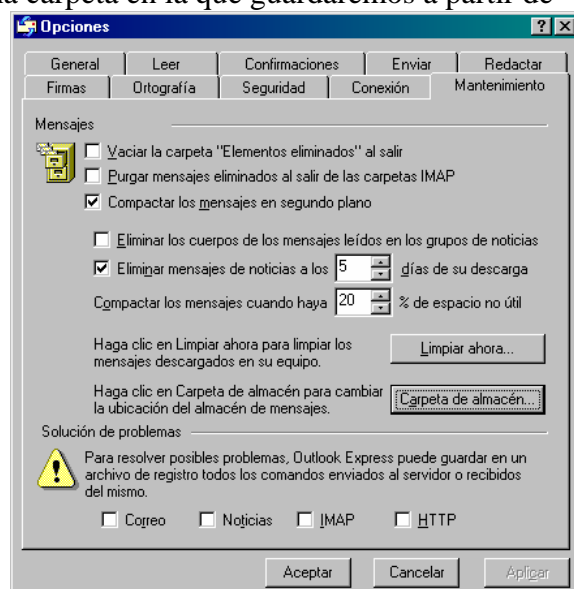 a carpeta en la que guardaremos a partir de
Opciones
General Leer Confirmaciones Enviar Redactar
Firmas Ortografía Seguridad Conexión Mantenimiento
Mensajes
Vaciar la carpeta "Elementos eliminados" al salir
Purgar mensajes eliminados al salir de las carpetas IMAP
Compactar los mensajes en segundo plano
Eliminar los cuerpos de los mensajes leídos en los grupos de noticias
Eliminar mensajes de noticias a los 5 días de su descarga
Compactar los mensajes cuando haya 20 % de espacio no útil
Haga clic en Limpiar ahora para limpiar los
mensajes descargados en su equipo.
Limpiar ahora...
Haga clic en Carpeta de almacén para cambiar
la ubicación del almacén de mensajes.
Carpeta de almacén...
Solución de problemas
Para resolver posibles problemas, Outlook Express puede guardar en un
archivo de registro todos los comandos enviados al servidor o recibidos
del mismo.
Correo Noticias IMAP HTTP
Aceptar Cancelar Aplicar